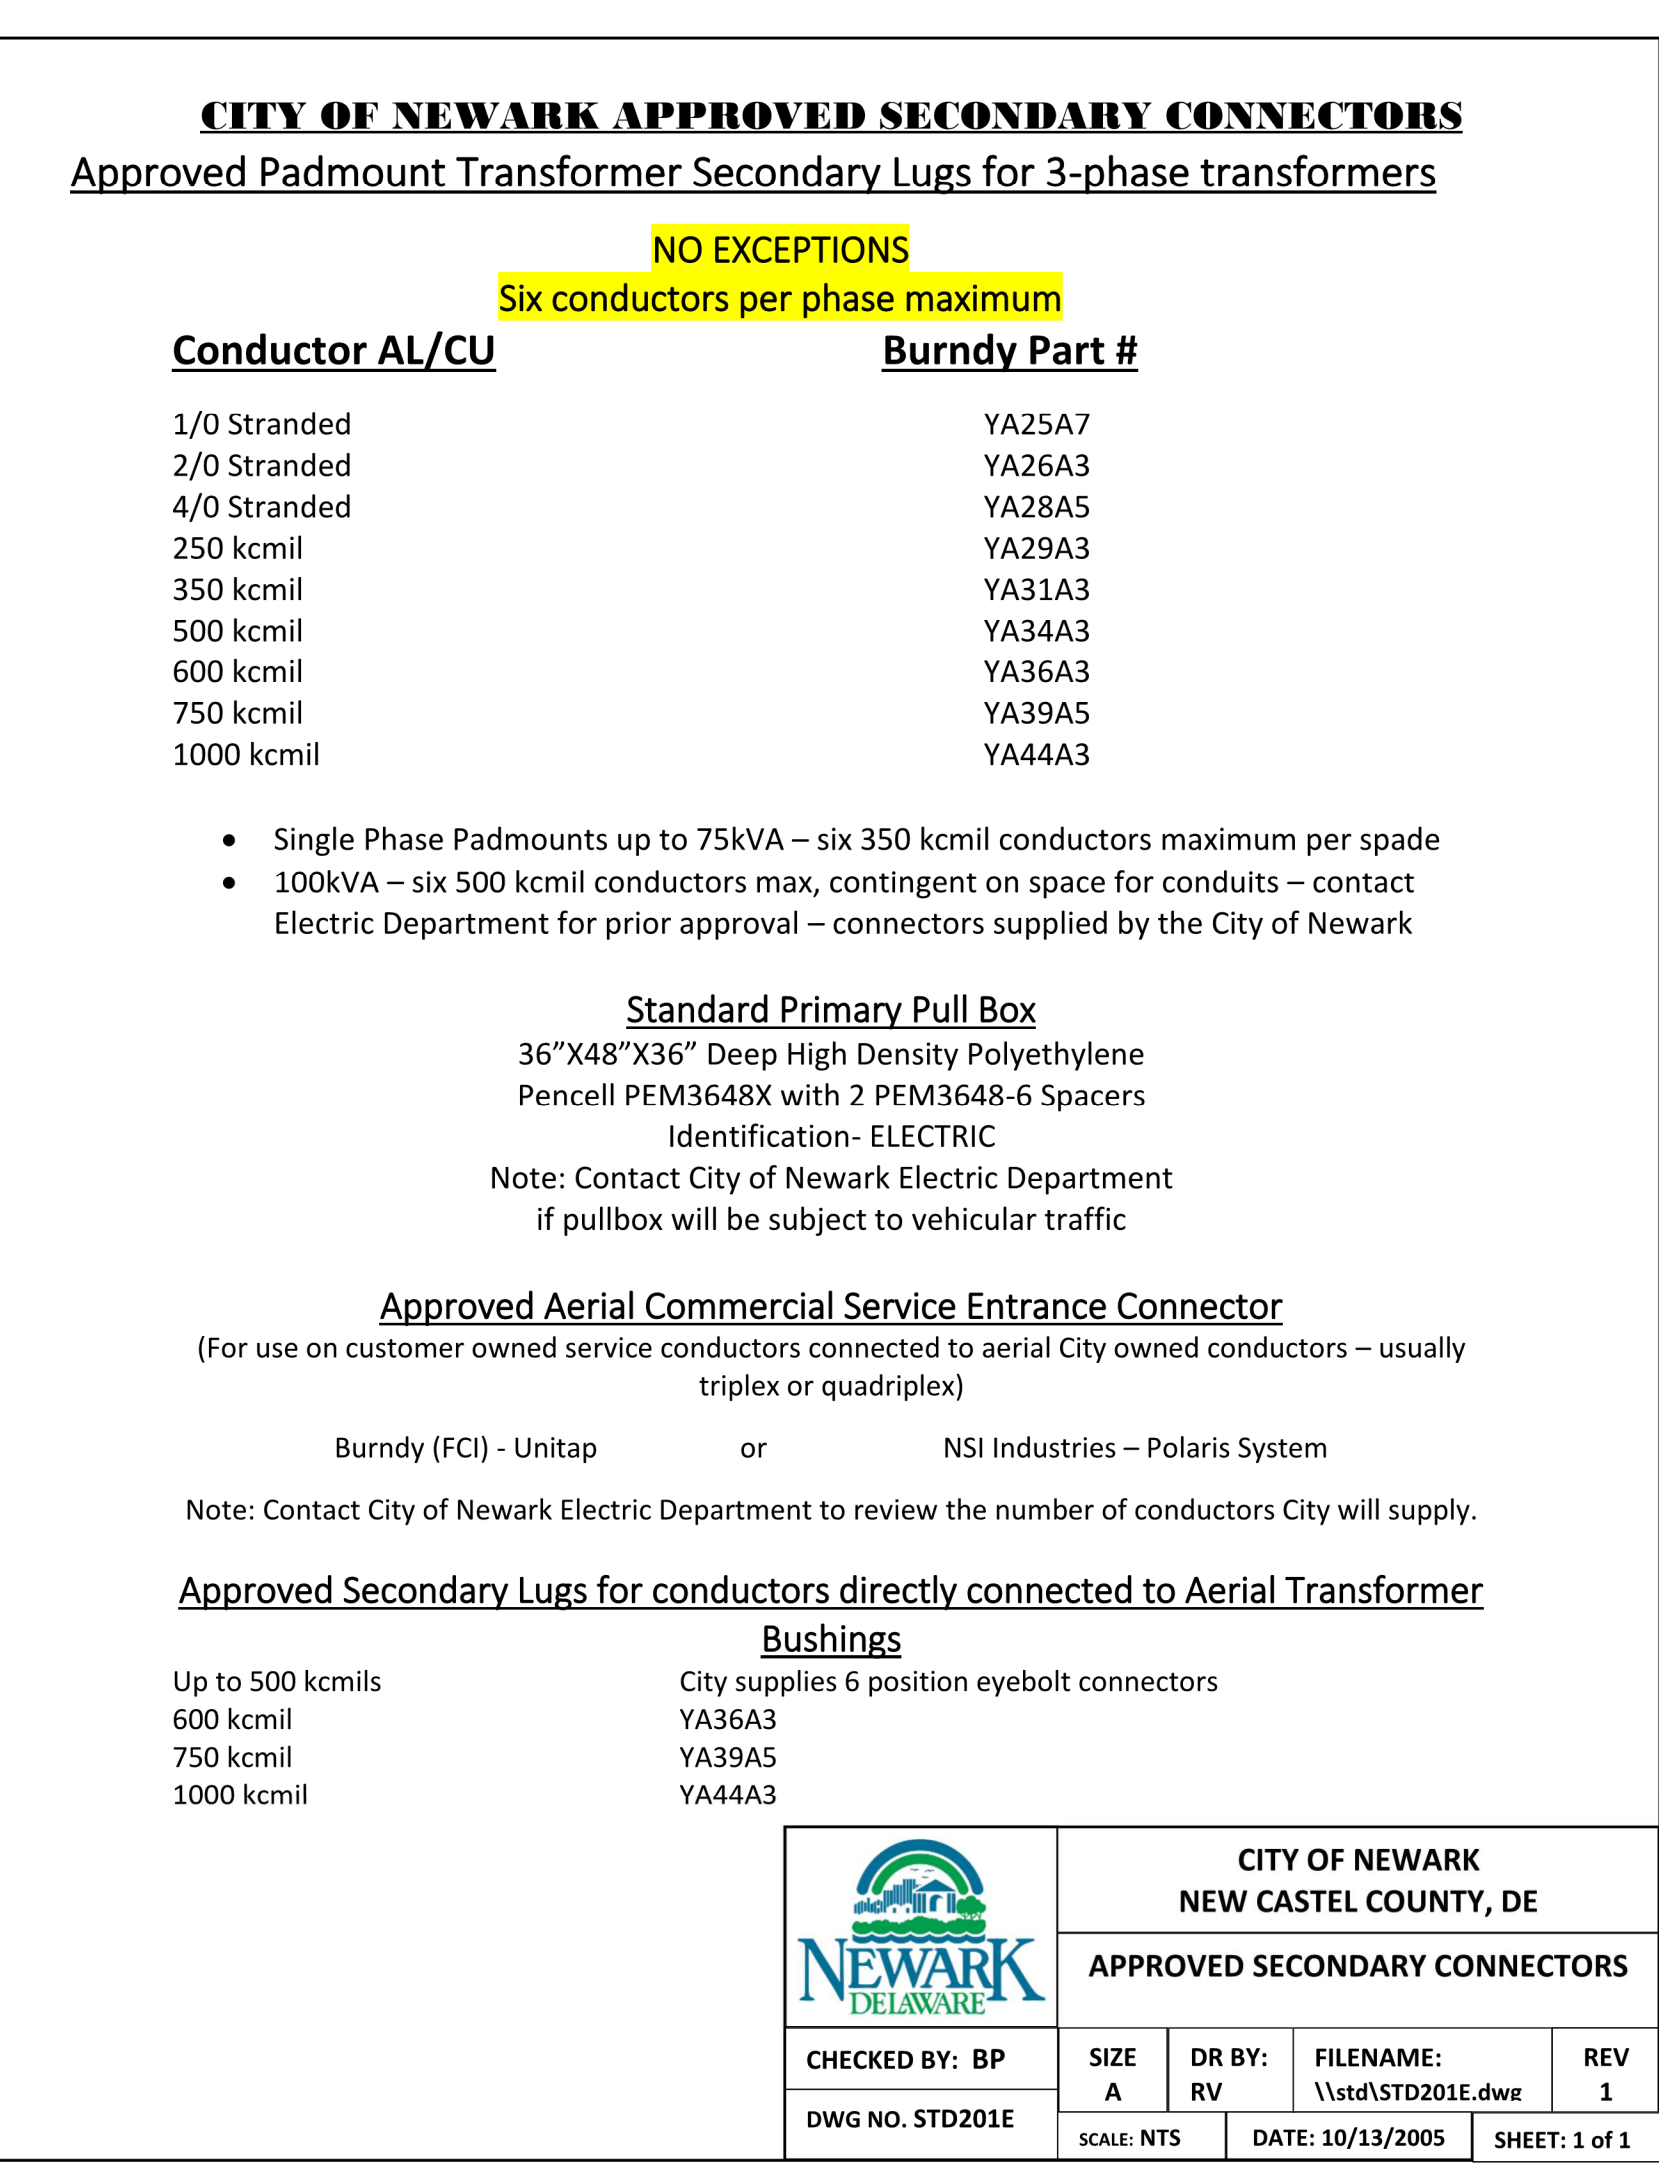 CITY OF NEWARK APPROVED SECONDARY CONNECTORS
Approved Padmount Transformer Secondary Lugs for 3-phase transformers
NO EXCEPTIONS
Six conductors per phase maximum
Conductor AL/CU Burndy Part #
1/0 Stranded YA25A7
2/0 Stranded YA26A3
4/0 Stranded YA28A5
250 kcmil YA29A3
350 kcmil YA31A3
500 kcmil YA34A3
600 kcmil YA36A3
750 kcmil YA39A5
1000 kcmil YA44A3
• Single Phase Padmounts up to 75kVA – six 350 kcmil conductors maximum per spade
• 100kVA – six 500 kcmil conductors max, contingent on space for conduits – contact
Electric Department for prior approval – connectors supplied by the City of Newark
Standard Primary Pull Box
36”X48”X36” Deep High Density Polyethylene
Pencell PEM3648X with 2 PEM3648-6 Spacers
Identification- ELECTRIC
Note: Contact City of Newark Electric Department
if pullbox will be subject to vehicular traffic
Approved Aerial Commercial Service Entrance Connector
(For use on customer owned service conductors connected to aerial City owned conductors – usually
triplex or quadriplex)
Burndy (FCI) - Unitap or NSI Industries – Polaris System
Note: Contact City of Newark Electric Department to review the number of conductors City will supply.
Approved Secondary Lugs for conductors directly connected to Aerial Transformer
Bushings
Up to 500 kcmils City supplies 6 position eyebolt connectors
600 kcmil YA36A3
750 kcmil YA39A5
1000 kcmil YA44A3
NEWARK
DELAWARE
CITY OF NEWARK
NEW CASTEL COUNTY, DE
APPROVED SECONDARY CONNECTORS
CHECKED BY: BP
DWG NO. STD201E
SIZE
A
DR BY:
RV
FILENAME:
\\std\STD201E.dwg
REV
1
SCALE: NTS
DATE: 10/13/2005
SHEET: 1 of 1